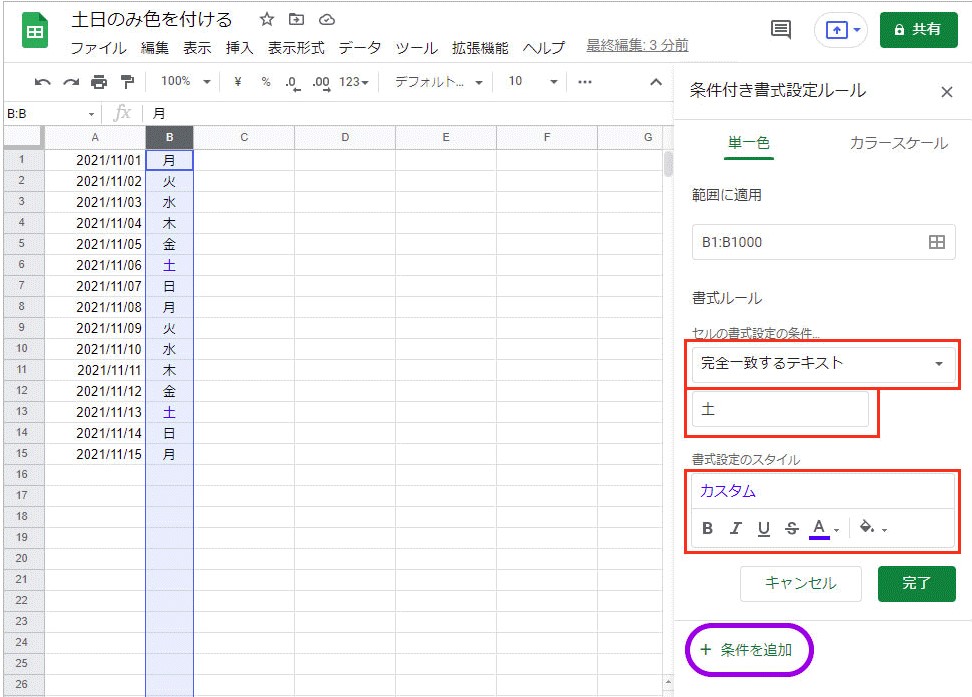 土日のみ色を付ける
ファイル 編集 表示 挿入 表示形式 データ ツール 拡張機能 ヘルプ 最終編集: 3 分前
共有
100% ¥ % .0 .00 123 デフォルト... 10 ...
B:B fx 月
A B C D E F G
1 2021/11/01 月
2 2021/11/02 火
3 2021/11/03 水
4 2021/11/04 木
5 2021/11/05 金
6 2021/11/06 土
7 2021/11/07 日
8 2021/11/08 月
9 2021/11/09 火
10 2021/11/10 水
11 2021/11/11 木
12 2021/11/12 金
13 2021/11/13 土
14 2021/11/14 日
15 2021/11/15 月
16
17
18
19
20
21
22
23
24
25
26
条件付き書式設定ルール
単一色 カラースケール
範囲に適用
B1:B1000
書式ルール
セルの書式設定の条件...
完全一致するテキスト
土
書式設定のスタイル
カスタム
B I U S A
キャンセル 完了
+ 条件を追加